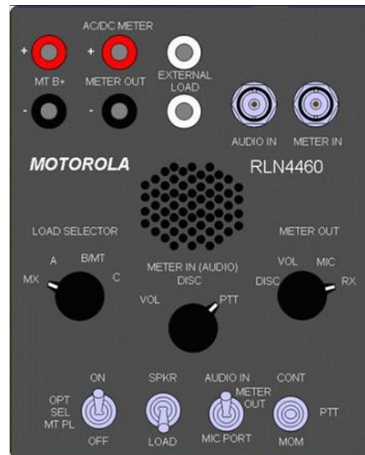 AC/DC METER
+ +
MT B+ METER OUT EXTERNAL
LOAD
- -
AUDIO IN METER IN
MOTOROLA RLN4460
LOAD SELECTOR METER OUT
A B/MT METER IN (AUDIO) VOL MIC
MX C DISC DISC RX
VOL PTT
ON SPKR AUDIO IN CONT
OPT METER
SEL OUT PTT
MT PL
OFF LOAD MIC PORT MOM